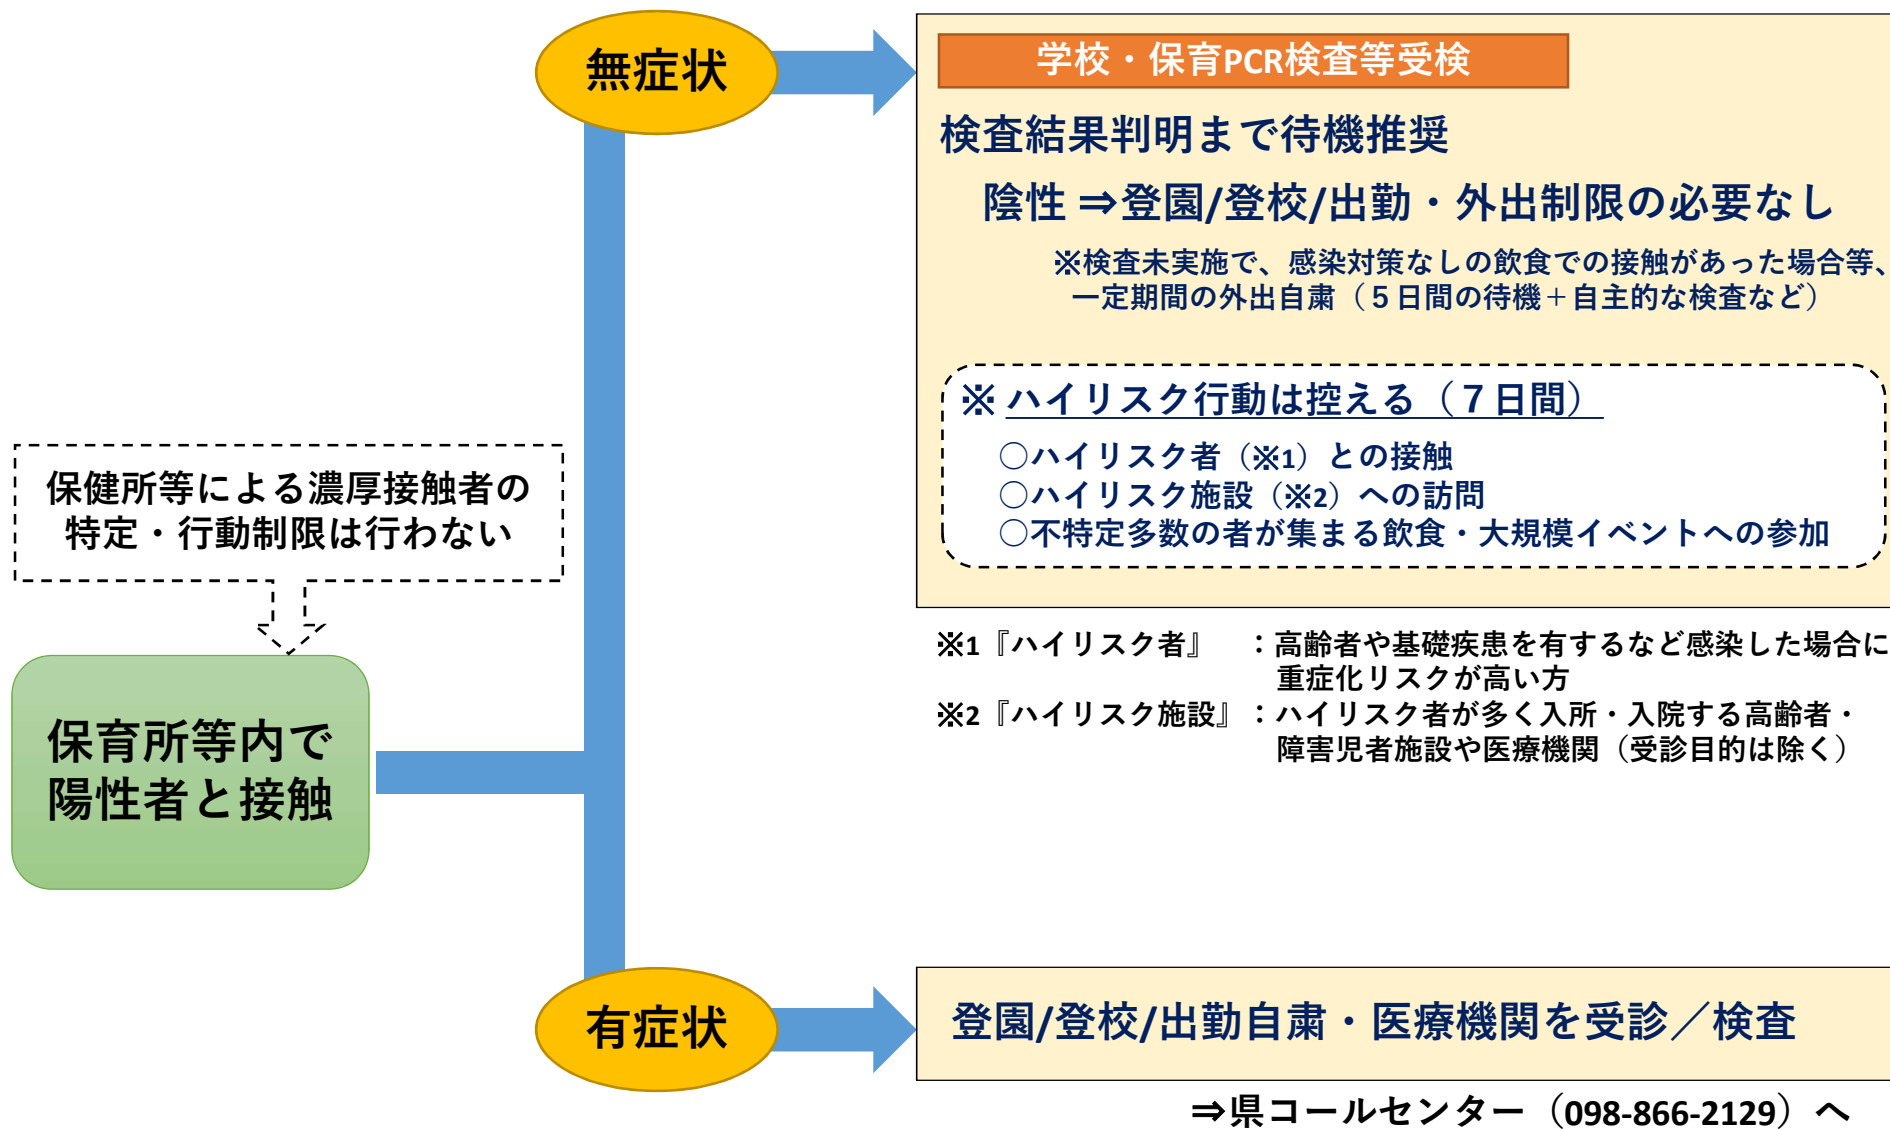 無症状
学校・保育PCR検査等受検
検査結果判明まで待機推奨
陰性 ⇒登園/登校/出勤・外出制限の必要なし
※検査未実施で、感染対策なしの飲食での接触があった場合等、
一定期間の外出自粛（５日間の待機＋自主的な検査など）
※ ハイリスク行動は控える（７日間）
○ハイリスク者（※1）との接触
○ハイリスク施設（※2）への訪問
○不特定多数の者が集まる飲食・大規模イベントへの参加
保健所等による濃厚接触者の
特定・行動制限は行わない
保育所等内で
陽性者と接触
※1『ハイリスク者』　：高齢者や基礎疾患を有するなど感染した場合に
重症化リスクが高い方
※2『ハイリスク施設』：ハイリスク者が多く入所・入院する高齢者・
障害児者施設や医療機関（受診目的は除く）
有症状
登園/登校/出勤自粛・医療機関を受診／検査
⇒県コールセンター（098-866-2129）へ